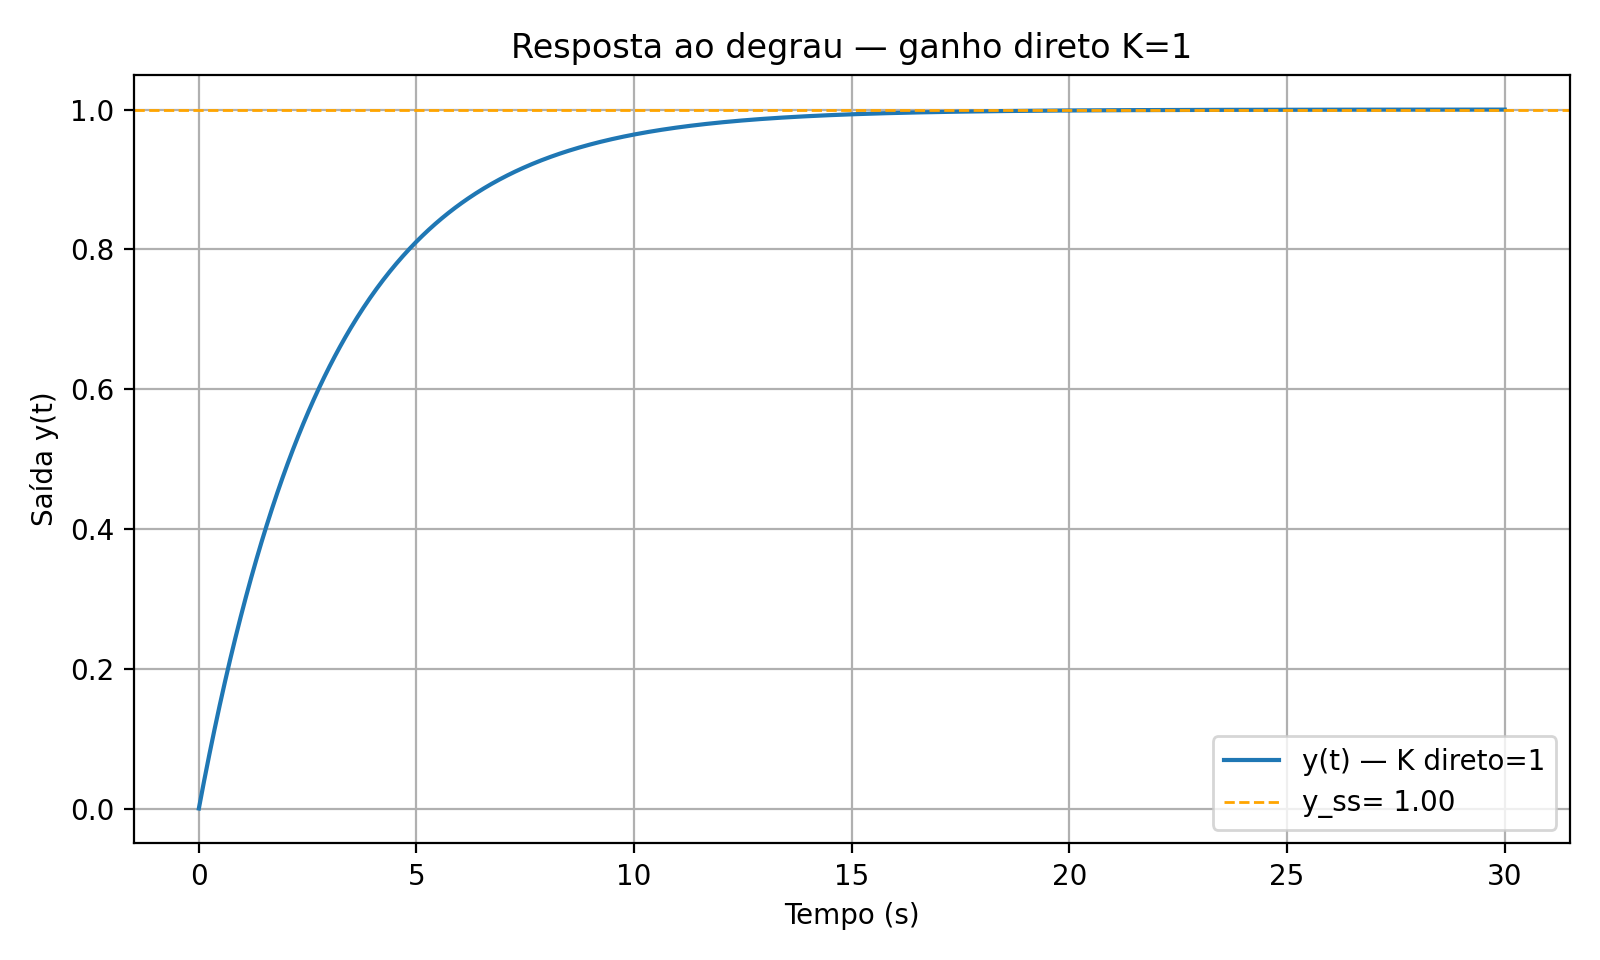 Resposta ao degrau — ganho direto K=1
Saída y(t)
1.0
0.8
0.6
0.4
0.2
0.0
0
5
10
15
20
25
30
Tempo (s)
y(t) — K direto=1
y_ss= 1.00